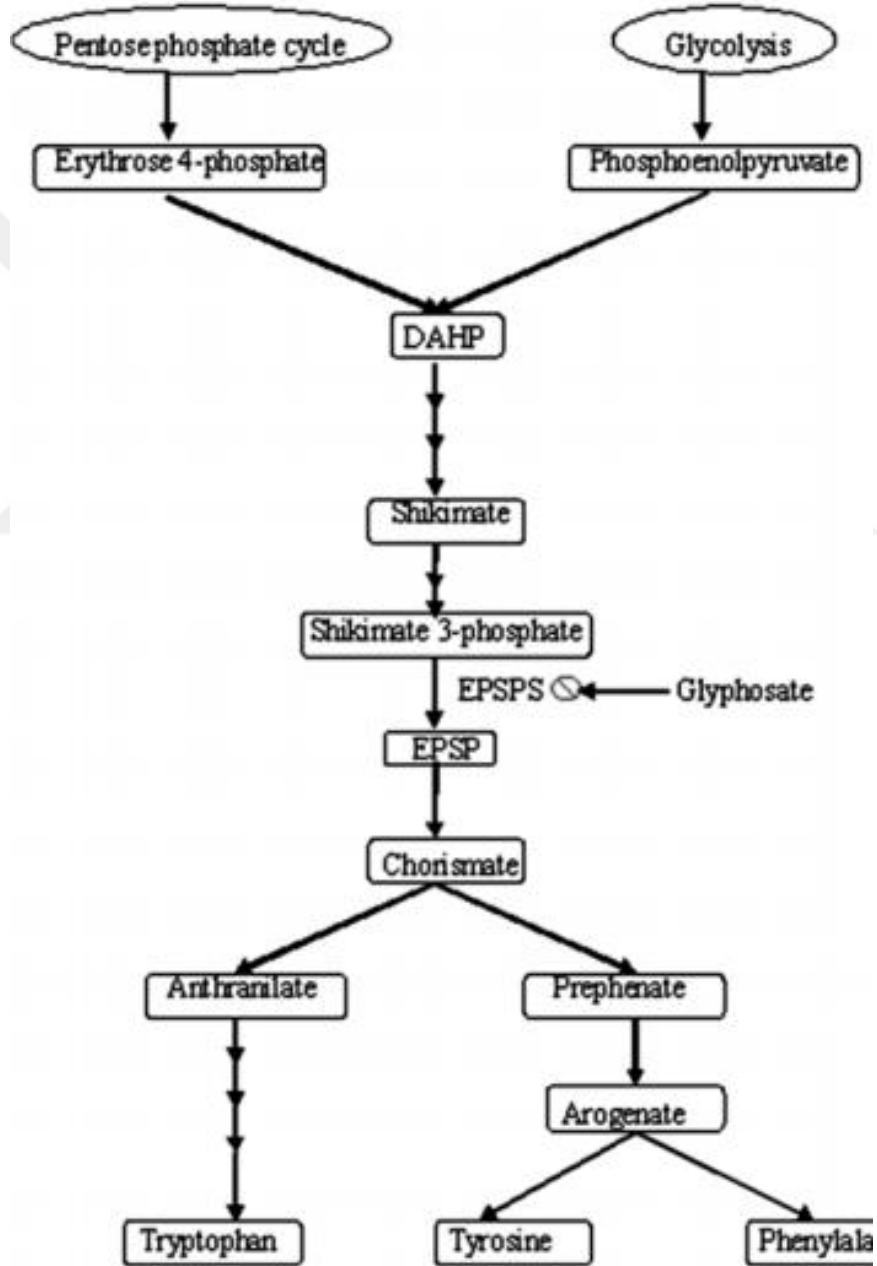 Pentose phosphate cycle
Glycolysis
Erythrose 4-phosphate
Phosphoenolpyruvate
DAHP
Shikimate
Shikimate 3-phosphate
EPSPS
Glyphosate
EPSP
Chorismate
Anthranilate
Prephenate
Arogenate
Tryptophan
Tyrosine
Phenylala